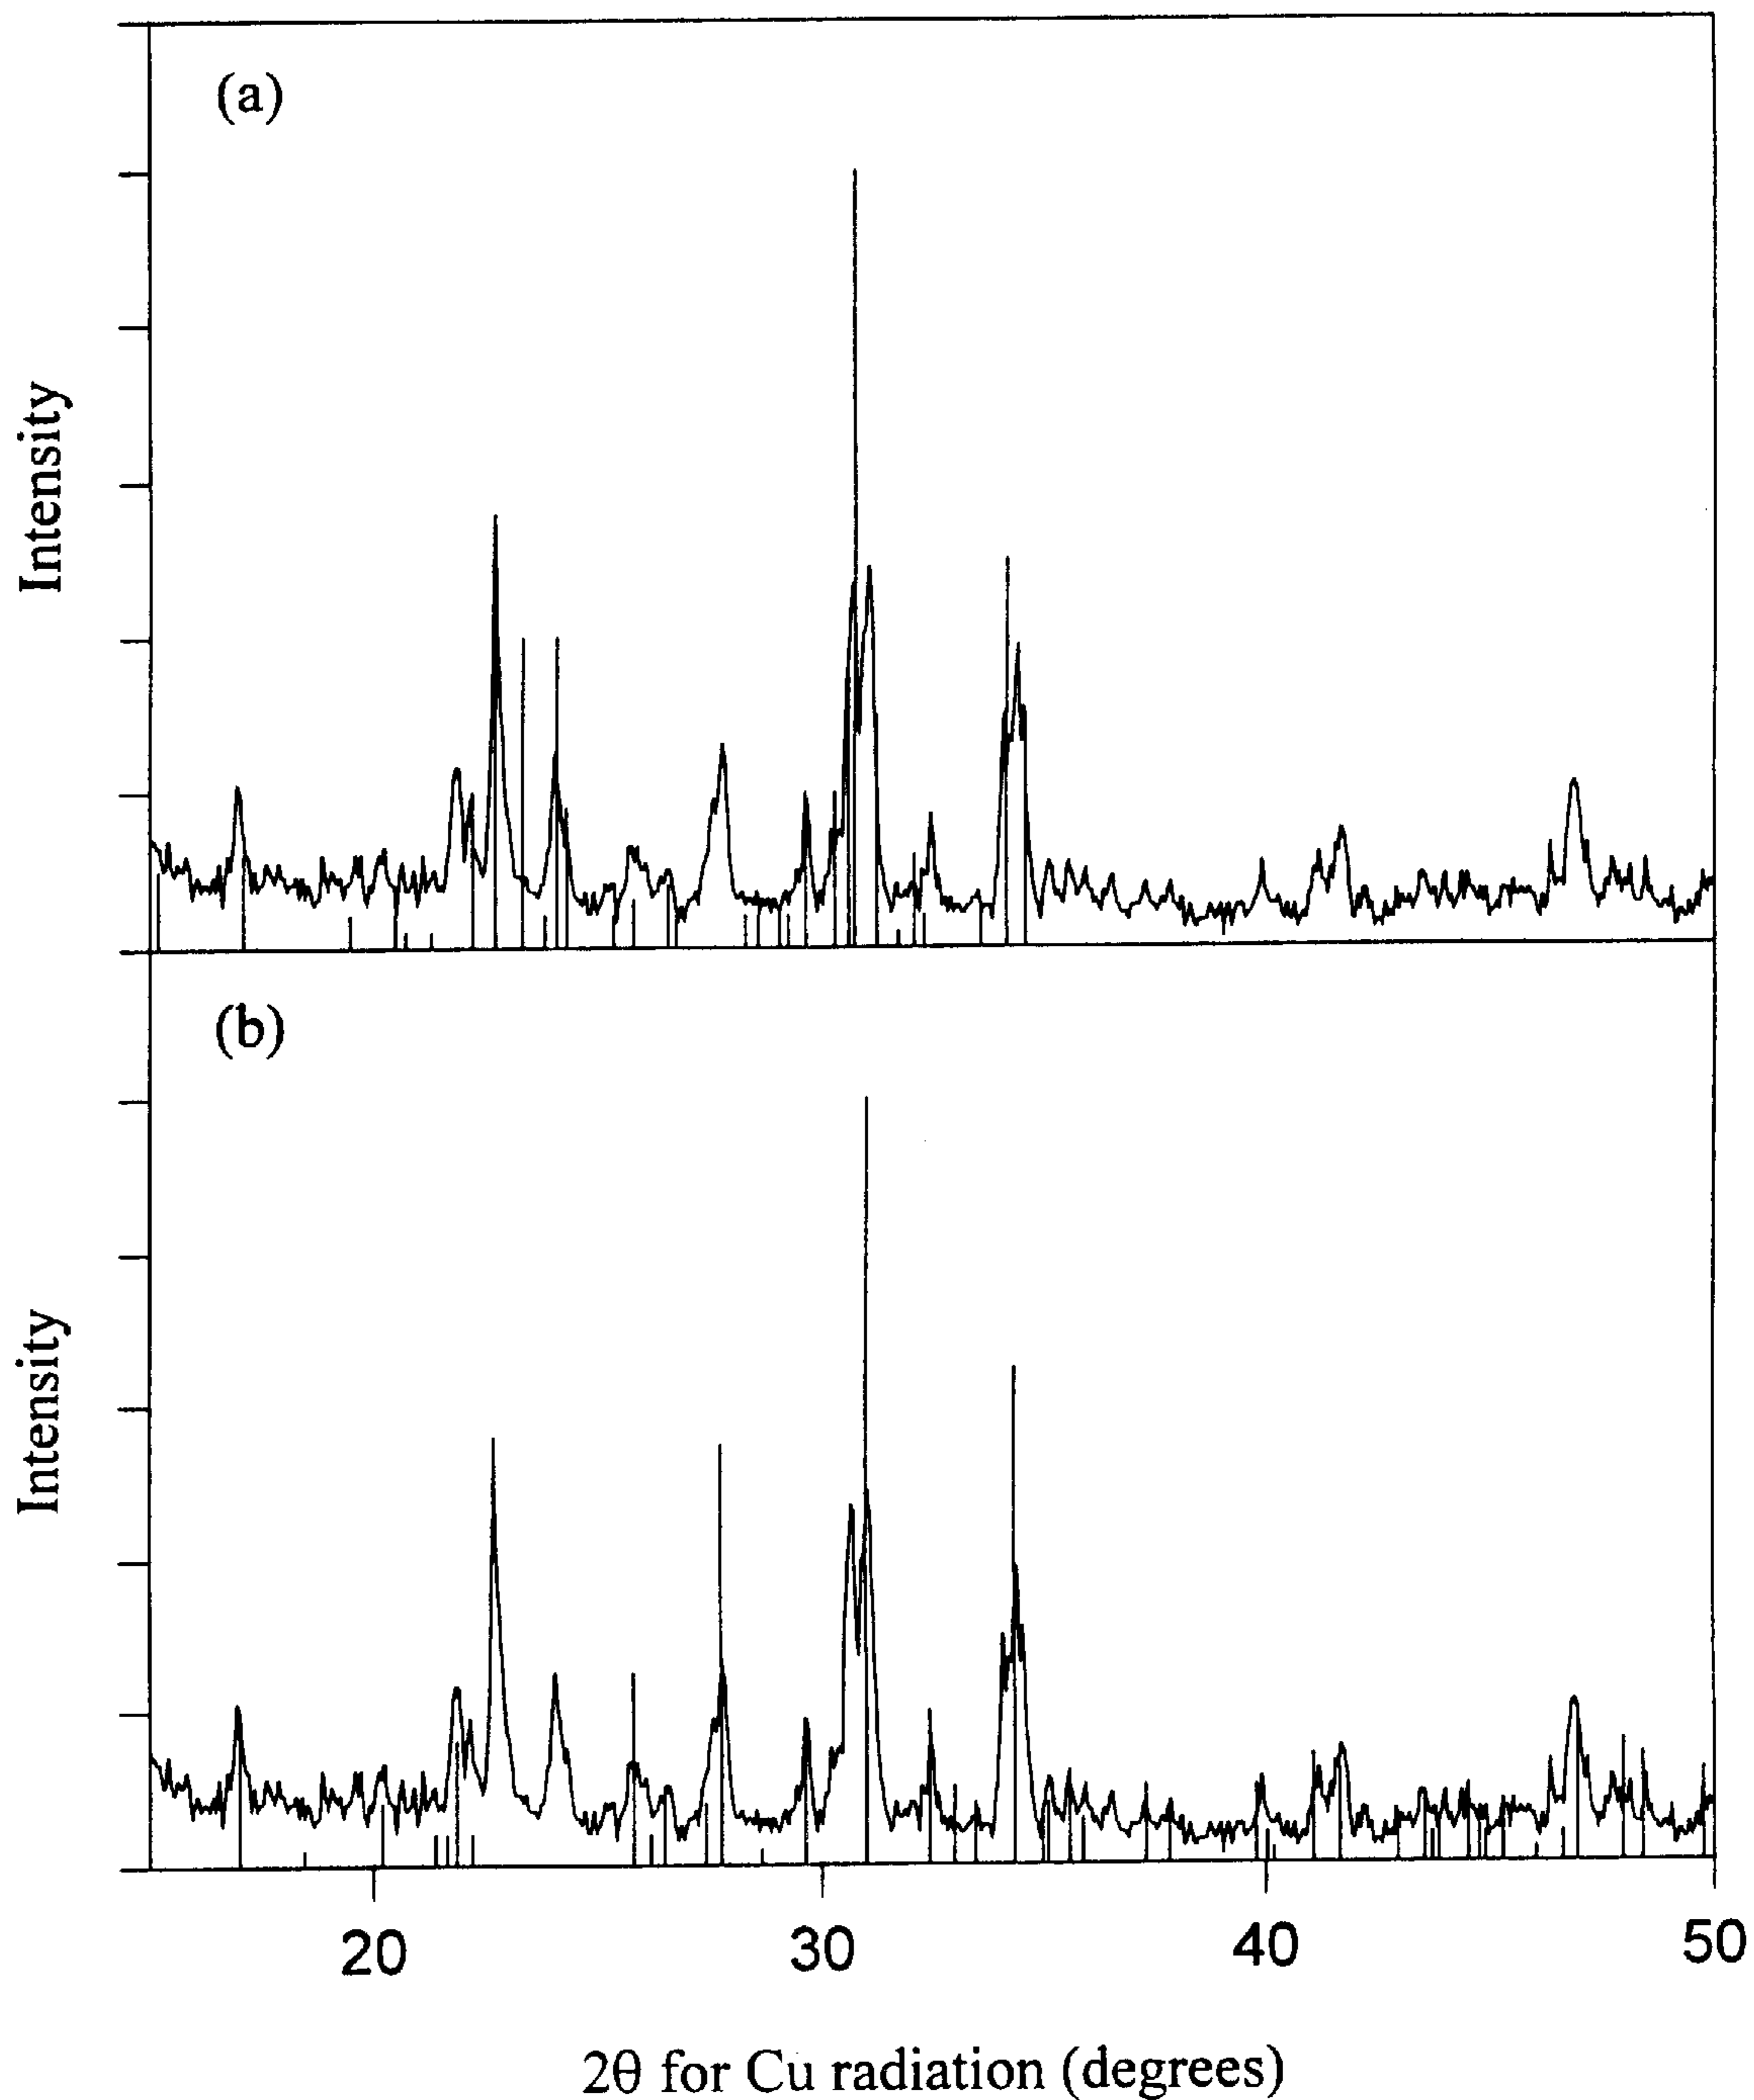 (a)
Intensity
(b)
Intensity
20 30 40 50
2θ for Cu radiation (degrees)